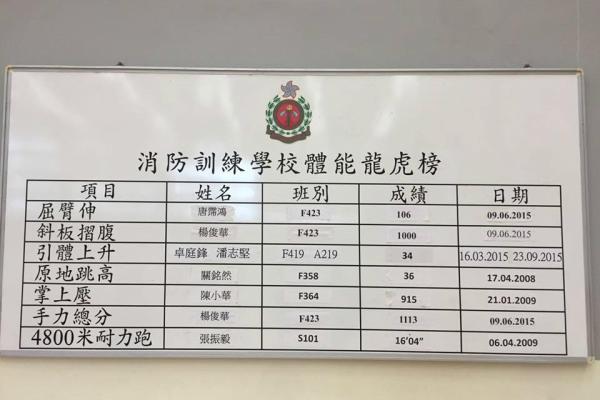 消防訓練學校體能龍虎榜
項目 姓名 班別 成績 日期
屈臂伸 唐霈鴻 F423 106 09.06.2015
斜板摺腹 楊俊華 F423 1000 09.06.2015
引體上升 卓庭鋒 潘志堅 F419 A219 34 16.03.2015 23.09.2015
原地跳高 關銘然 F358 36 17.04.2008
掌上壓 陳小華 F364 915 21.01.2009
手力總分 楊俊華 F423 1113 09.06.2015
4800米耐力跑 張振毅 S101 16'04" 06.04.2009